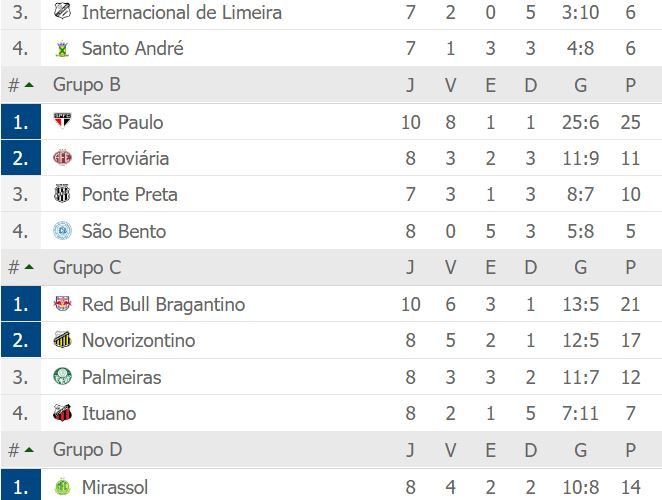 3. Internacional de Limeira 7 2 0 5 3:10 6
4. Santo André 7 1 3 3 4:8 6
# Grupo B J V E D G P
1. São Paulo 10 8 1 1 25:6 25
2. Ferroviária 8 3 2 3 11:9 11
3. Ponte Preta 7 3 1 3 8:7 10
4. São Bento 8 0 5 3 5:8 5
# Grupo C J V E D G P
1. Red Bull Bragantino 10 6 3 1 13:5 21
2. Novorizontino 8 5 2 1 12:5 17
3. Palmeiras 8 3 3 2 11:7 12
4. Ituano 8 2 1 5 7:11 7
# Grupo D J V E D G P
1. Mirassol 8 4 2 2 10:8 14